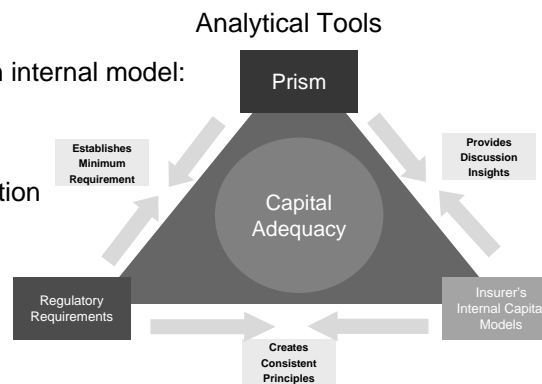 Analytical Tools
n internal model:
Prism
Establishes
Minimum
Requirement
Provides
Discussion
Insights
tion
Capital
Adequacy
Regulatory
Requirements
Insurer's
Internal Capita
Models
Creates
Consistent
Principles